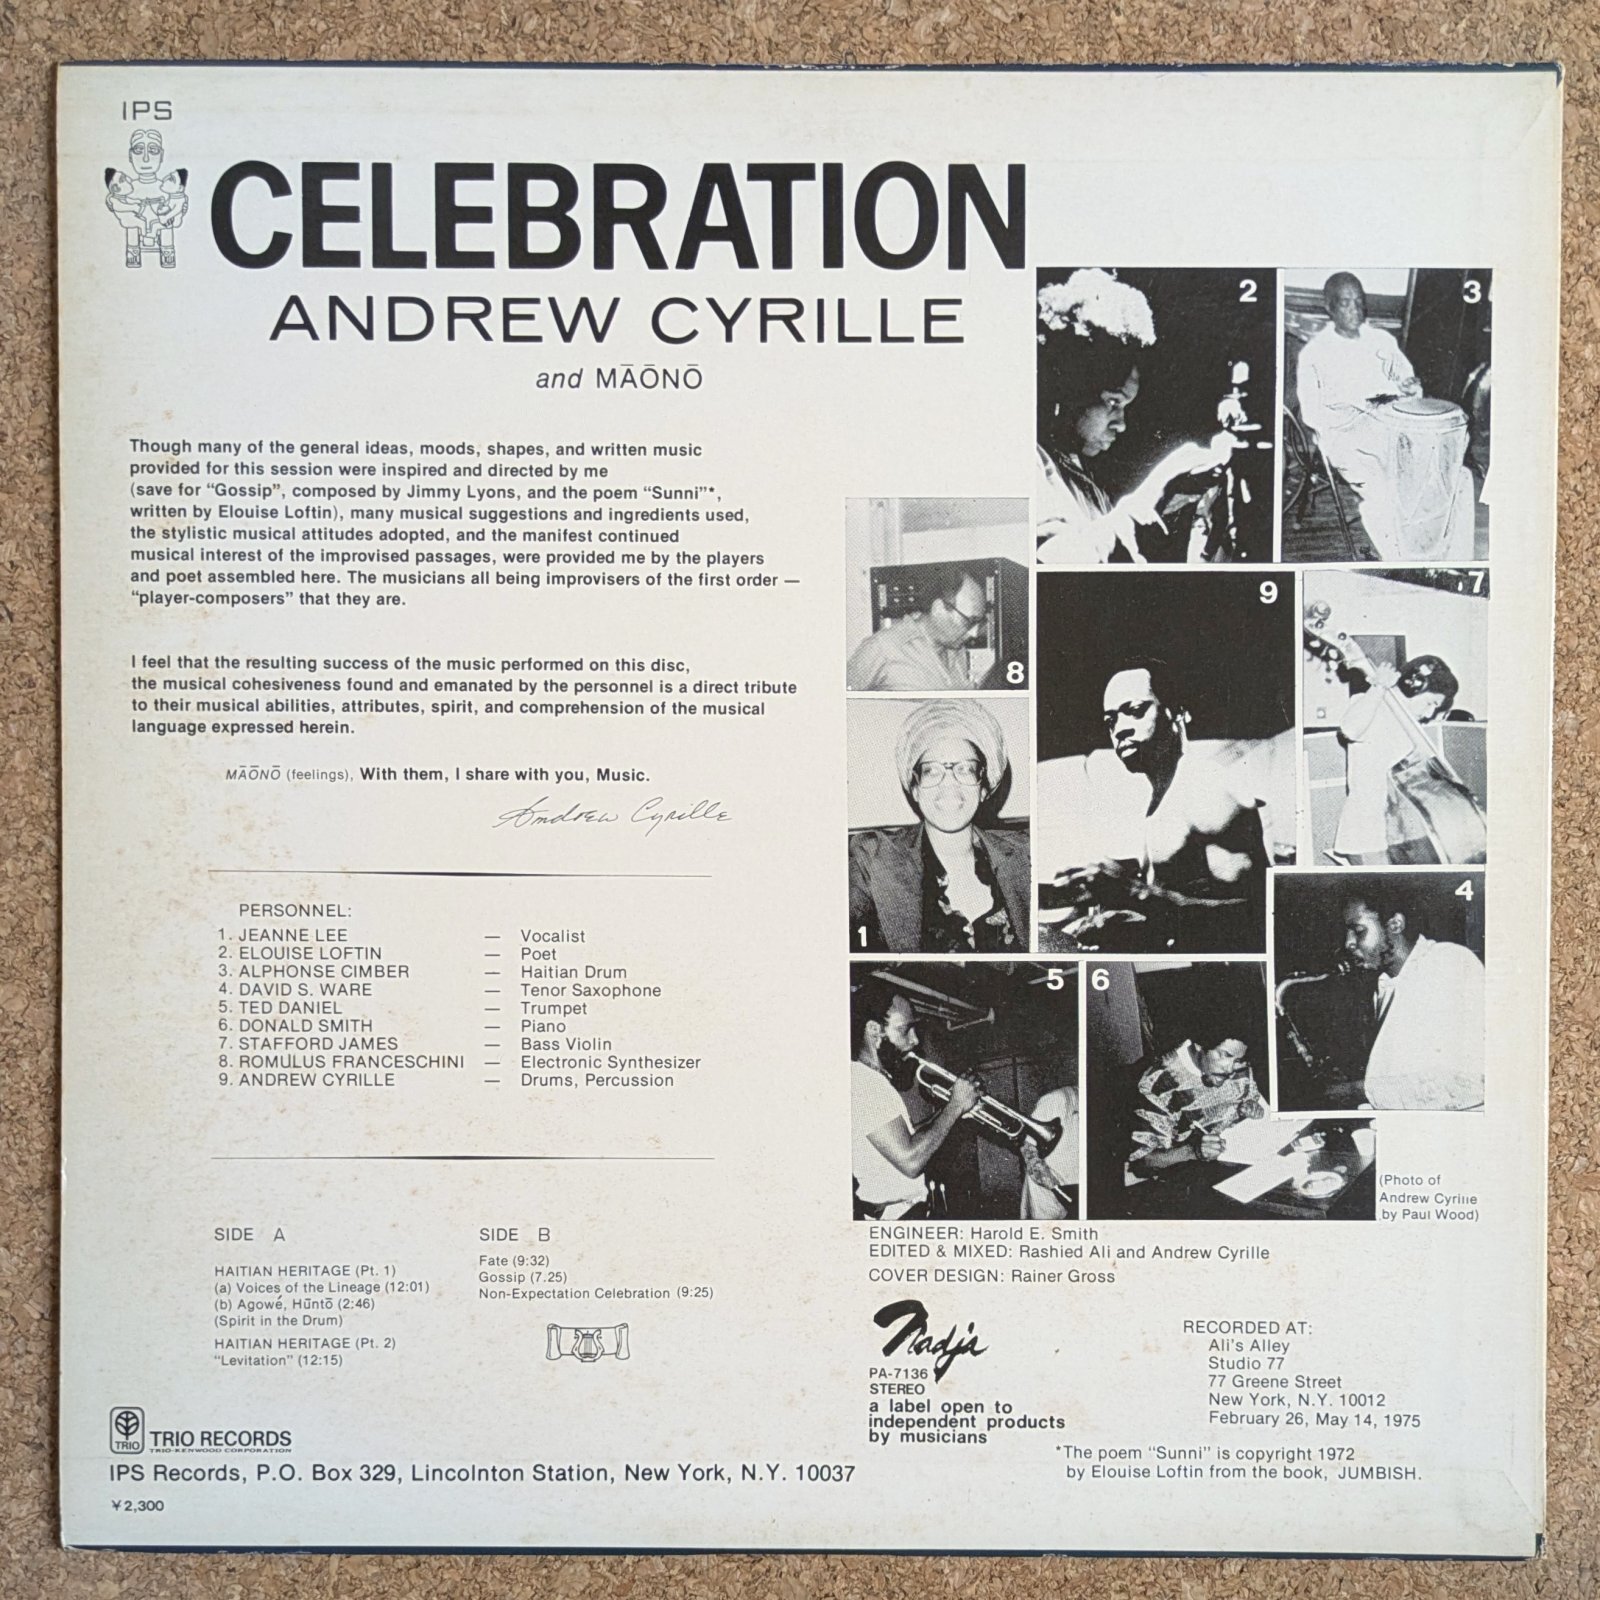 IPS
CELEBRATION
ANDREW CYRILLE
and MĀŌNŌ
Though many of the general ideas, moods, shapes, and written music
provided for this session were inspired and directed by me
(save for “Gossip”, composed by Jimmy Lyons, and the poem “Sunni”*,
written by Elouise Loftin), many musical suggestions and ingredients used,
the stylistic musical attitudes adopted, and the manifest continued
musical interest of the improvised passages, were provided me by the players
and poet assembled here. The musicians all being improvisers of the first order —
“player-composers” that they are.
I feel that the resulting success of the music performed on this disc,
the musical cohesiveness found and emanated by the personnel is a direct tribute
to their musical abilities, attributes, spirit, and comprehension of the musical
language expressed herein.
MĀŌNŌ (feelings), With them, I share with you, Music.
Andrew Cyrille
PERSONNEL:
1. JEANNE LEE — Vocalist
2. ELOUISE LOFTIN — Poet
3. ALPHONSE CIMBER — Haitian Drum
4. DAVID S. WARE — Tenor Saxophone
5. TED DANIEL — Trumpet
6. DONALD SMITH — Piano
7. STAFFORD JAMES — Bass Violin
8. ROMULUS FRANCESCHINI — Electronic Synthesizer
9. ANDREW CYRILLE — Drums, Percussion
SIDE A
HAITIAN HERITAGE (Pt. 1)
(a) Voices of the Lineage (12:01)
(b) Agowé, Hūntō (2:46)
(Spirit in the Drum)
HAITIAN HERITAGE (Pt. 2)
“Levitation” (12:15)
SIDE B
Fate (9:32)
Gossip (7.25)
Non-Expectation Celebration (9:25)
2
3
8
9
7
1
4
5
6
(Photo of
Andrew Cyrille
by Paul Wood)
ENGINEER: Harold E. Smith
EDITED & MIXED: Rashied Ali and Andrew Cyrille
COVER DESIGN: Rainer Gross
Nadja
PA-7136
STEREO
a label open to
independent products
by musicians
RECORDED AT:
Ali's Alley
Studio 77
77 Greene Street
New York, N.Y. 10012
February 26, May 14, 1975
*The poem “Sunni” is copyright 1972
by Elouise Loftin from the book, JUMBISH.
TRIO
TRIO RECORDS
TRIO-KENWOOD CORPORATION
IPS Records, P.O. Box 329, Lincolnton Station, New York, N.Y. 10037
¥2,300